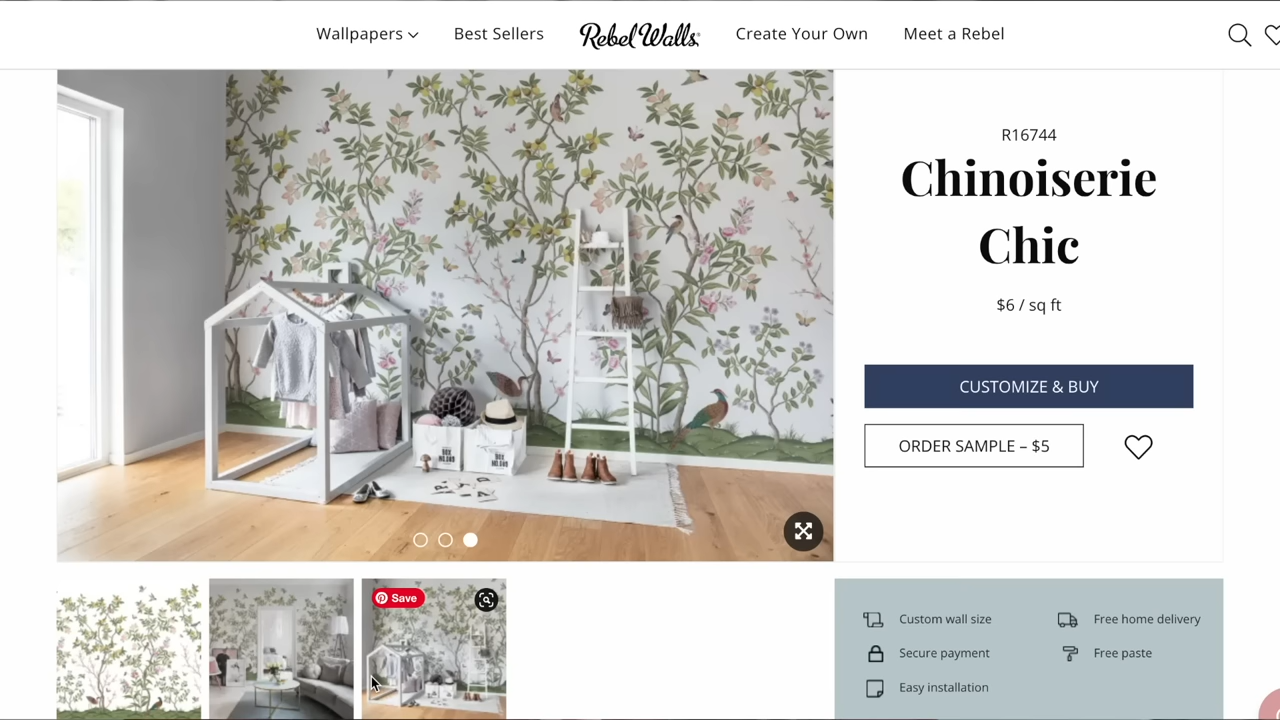 Wallpapers
Best Sellers
Rebel Walls®
Create Your Own
Meet a Rebel
R16744
Chinoiserie
Chic
$6 / sq ft
CUSTOMIZE & BUY
ORDER SAMPLE – $5
Save
Custom wall size
Free home delivery
Secure payment
Free paste
Easy installation